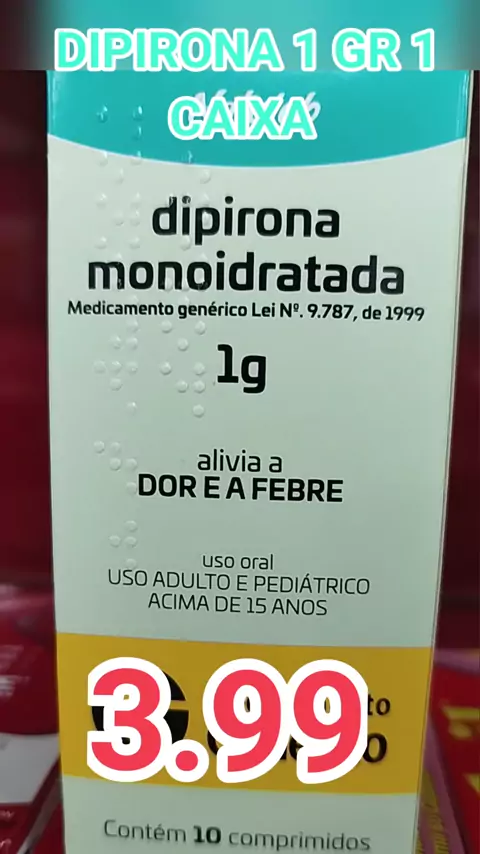 DIPIRONA 1 GR 1
CAIXA
dipirona
monoidratada
Medicamento genérico Lei Nº. 9.787, de 1999
1g
alivia a
DOR E A FEBRE
uso oral
USO ADULTO E PEDIÁTRICO
ACIMA DE 15 ANOS
3.99
Contém 10 comprimidos